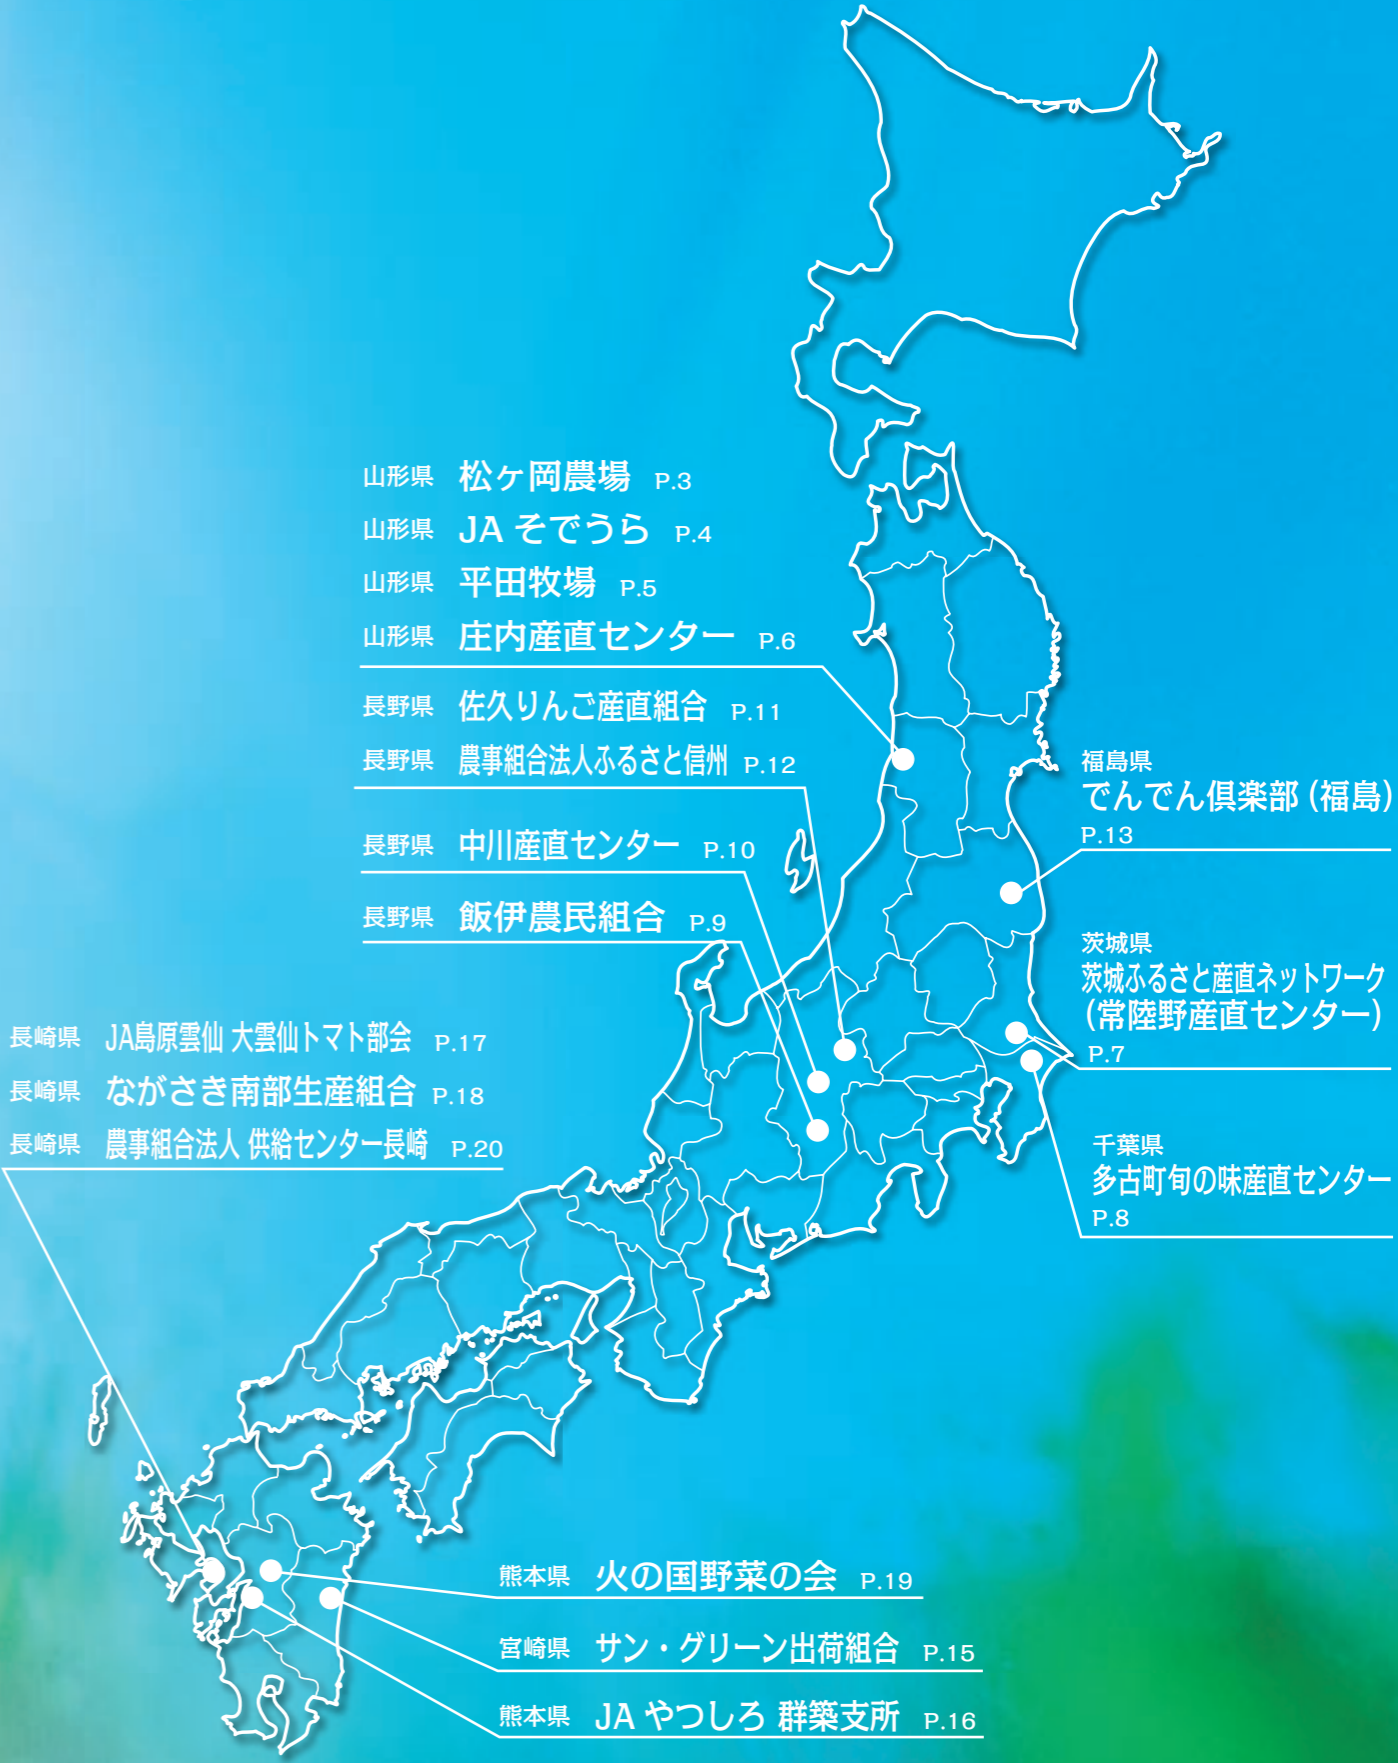 山形県 松ヶ岡農場 P.3
山形県 JA そでうら P.4
山形県 平田牧場 P.5
山形県 庄内産直センター P.6
長野県 佐久りんご産直組合 P.11
長野県 農事組合法人ふるさと信州 P.12
長野県 中川産直センター P.10
長野県 飯伊農民組合 P.9
福島県
でんでん倶楽部(福島)
P.13
茨城県
茨城ふるさと産直ネットワーク
(常陸野産直センター)
P.7
千葉県
多古町旬の味産直センター
P.8
長崎県 JA島原雲仙 大雲仙トマト部会 P.17
長崎県 ながさき南部生産組合 P.18
長崎県 農事組合法人 供給センター長崎 P.20
熊本県 火の国野菜の会 P.19
宮崎県 サン・グリーン出荷組合 P.15
熊本県 JA やつしろ 群築支所 P.16